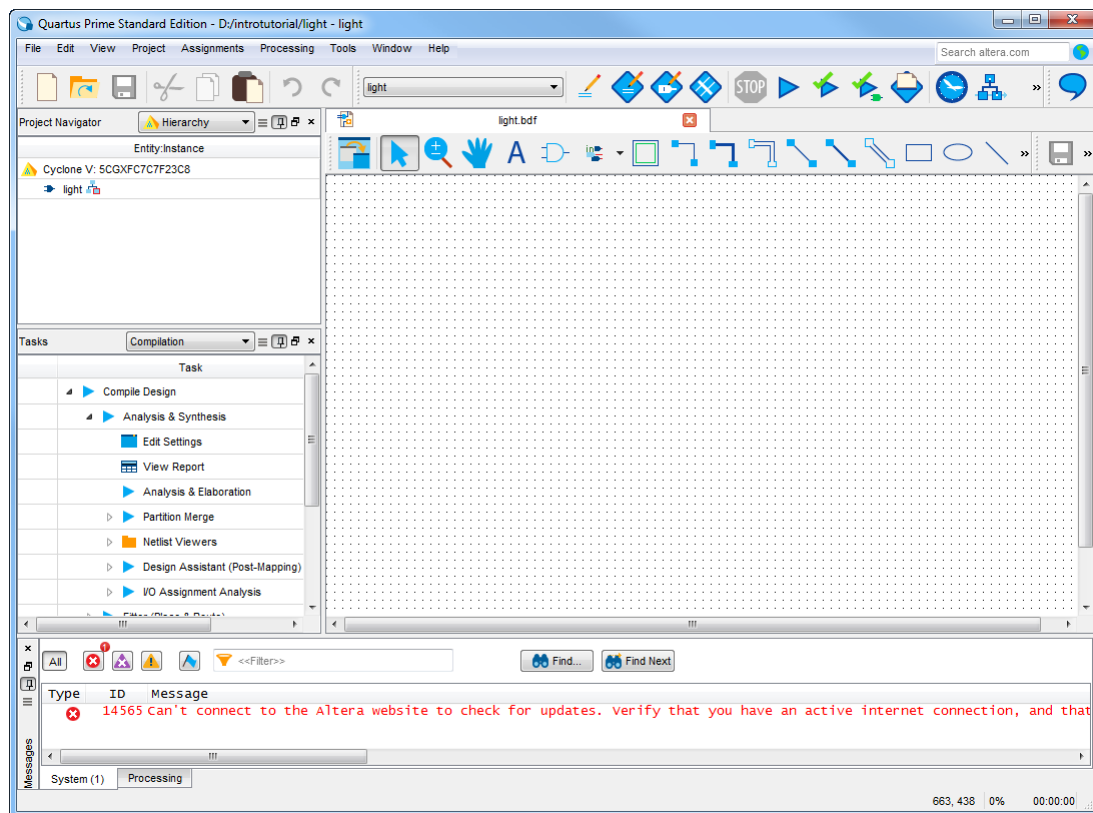 Quartus Prime Standard Edition - D:/introtutorial/light - light
File Edit View Project Assignments Processing Tools Window Help
Search altera.com
light
STOP
»
Project Navigator
Hierarchy
light.bdf
Entity:Instance
A
»
»
Cyclone V: 5CGXFC7C7F23C8
light
Tasks
Compilation
Task
Compile Design
Analysis & Synthesis
Edit Settings
View Report
Analysis & Elaboration
Partition Merge
Netlist Viewers
Design Assistant (Post-Mapping)
I/O Assignment Analysis
Fitter (Place & Route)
All
1
<<Filter>>
Find...
Find Next
Type ID Message
14565 Can't connect to the Altera website to check for updates. Verify that you have an active internet connection, and that
Messages
System (1) Processing
663, 438 0% 00:00:00